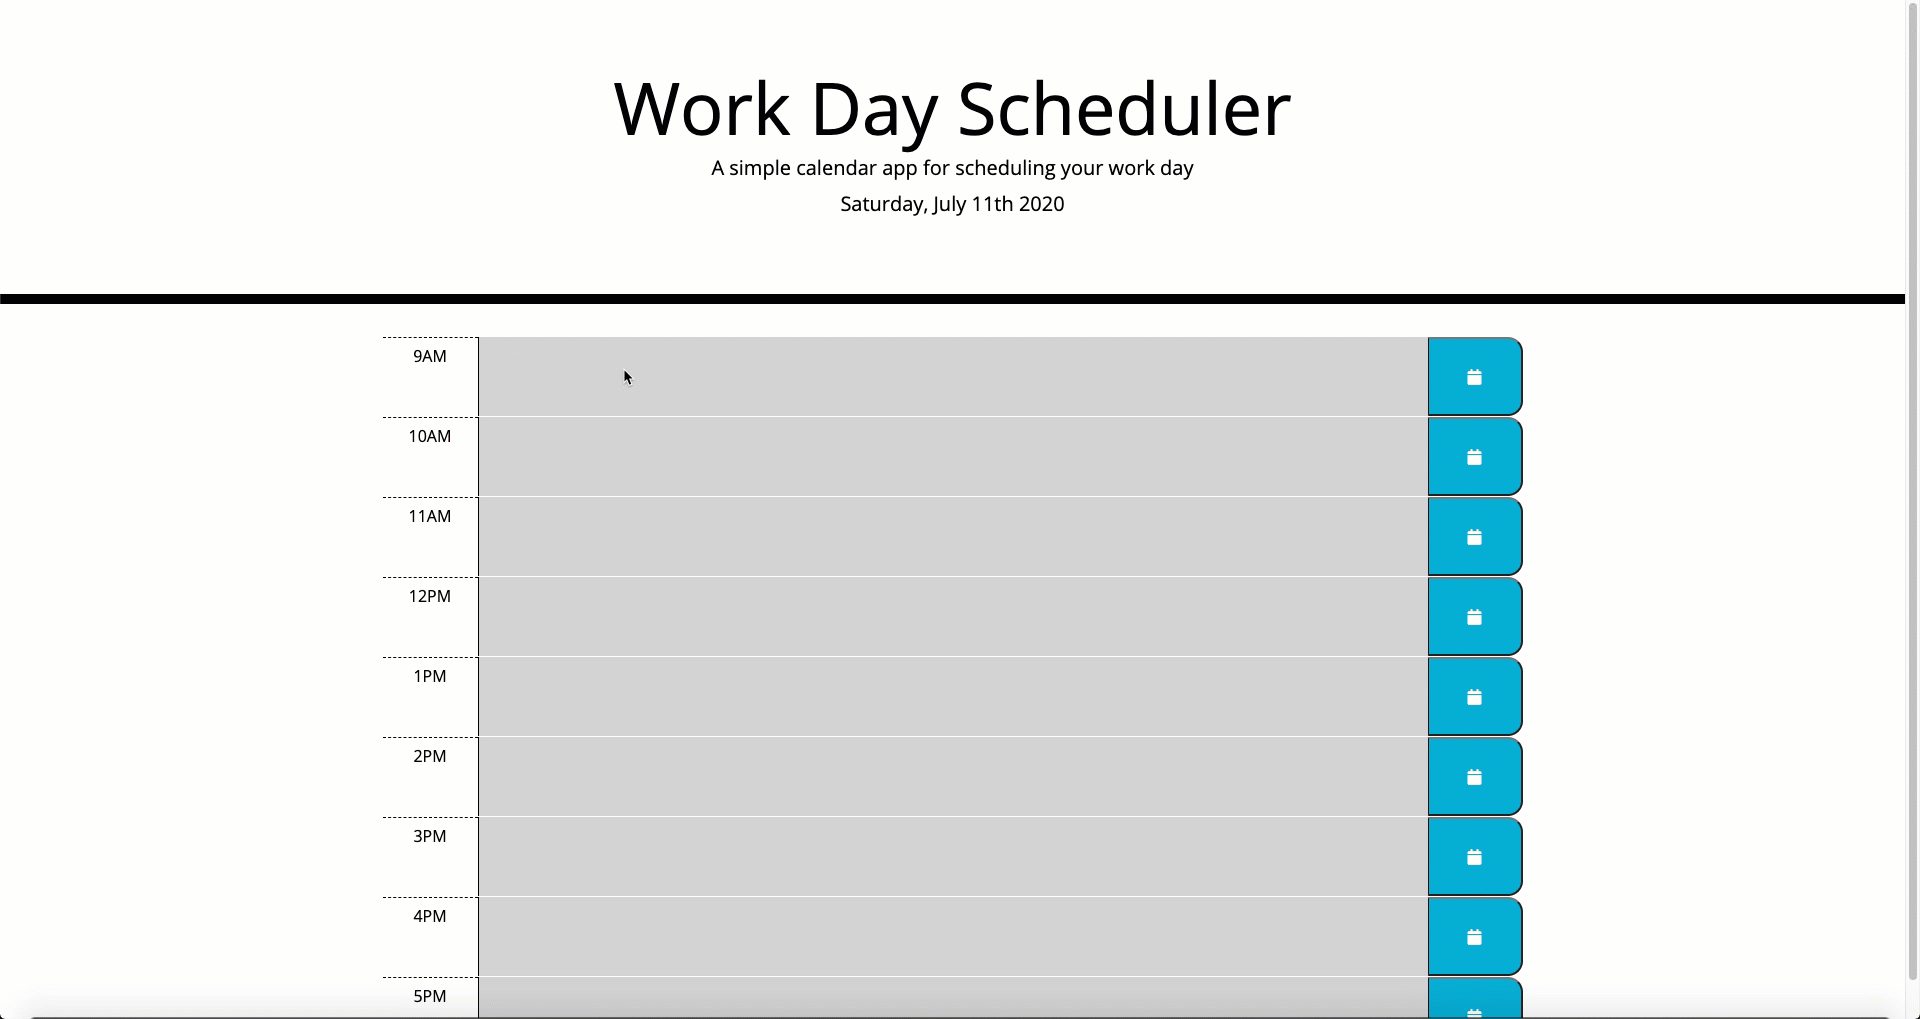 Work Day Scheduler
A simple calendar app for scheduling your work day
Saturday, July 11th 2020
9AM
10AM
11AM
12PM
1PM
2PM
3PM
4PM
5PM